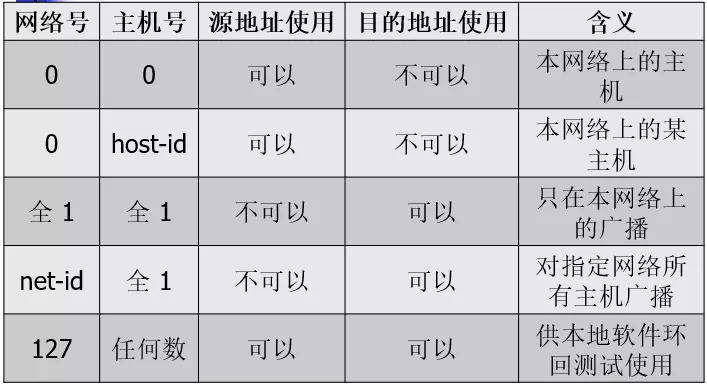 网络号 主机号 源地址使用 目的地址使用 含义
0 0 可以 不可以 本网络上的主机
0 host-id 可以 不可以 本网络上的某主机
全 1 全 1 不可以 可以 只在本网络上的广播
net-id 全 1 不可以 可以 对指定网络所有主机广播
127 任何数 可以 可以 供本地软件环回测试使用